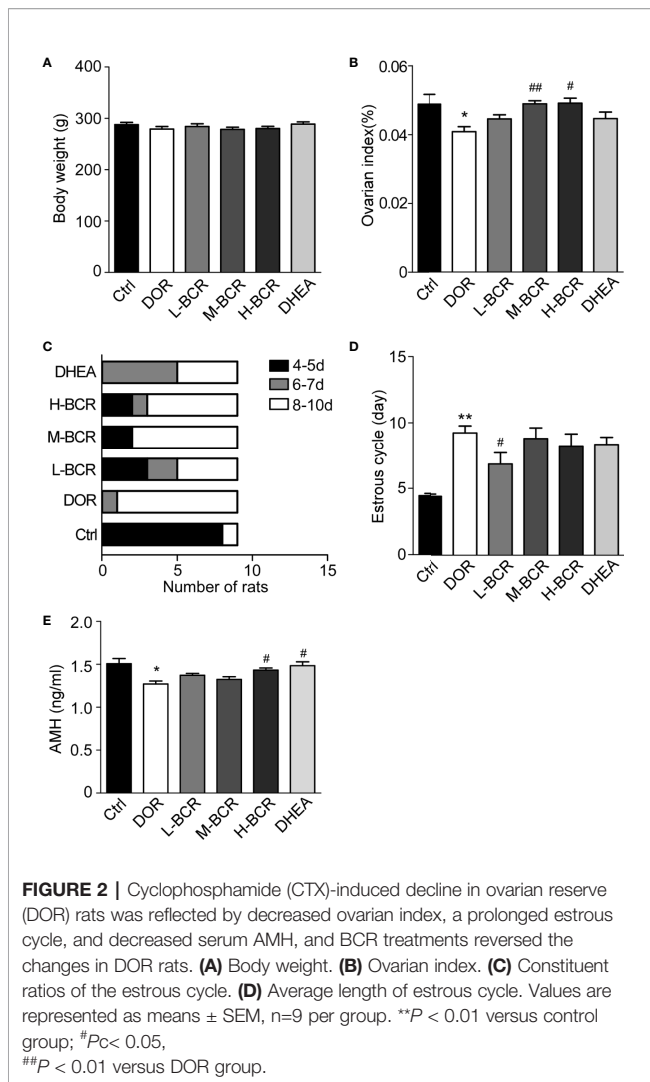 A
400
300
200
100
0
Body weight (g)
Ctrl
DOR
L-BCR
M-BCR
H-BCR
DHEA
B
0.06
0.04
0.02
0
Ovarian index(%)
*
##
#
Ctrl
DOR
L-BCR
M-BCR
H-BCR
DHEA
C
DHEA
H-BCR
M-BCR
L-BCR
DOR
Ctrl
4-5d
6-7d
8-10d
0 5 10 15
Number of rats
D
15
10
5
0
Estrous cycle (day)
**
#
Ctrl
DOR
L-BCR
M-BCR
H-BCR
DHEA
E
2.0
1.5
1.0
0.5
0
AMH (ng/ml)
*
#
#
Ctrl
DOR
L-BCR
M-BCR
H-BCR
DHEA
FIGURE 2 | Cyclophosphamide (CTX)-induced decline in ovarian reserve
(DOR) rats was reflected by decreased ovarian index, a prolonged estrous
cycle, and decreased serum AMH, and BCR treatments reversed the
changes in DOR rats. (A) Body weight. (B) Ovarian index. (C) Constituent
ratios of the estrous cycle. (D) Average length of estrous cycle. Values are
represented as means ± SEM, n=9 per group. **P < 0.01 versus control
group; #Pc< 0.05,
##P < 0.01 versus DOR group.